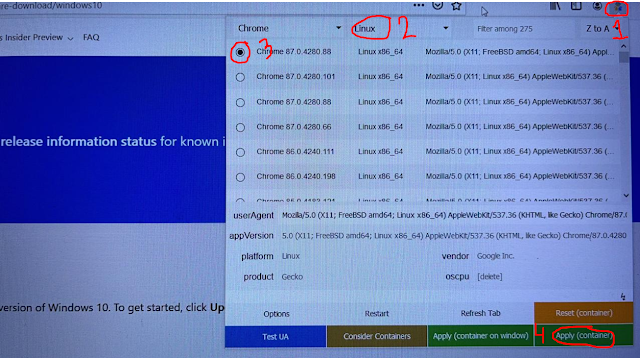 re-download/windows10
s Insider Preview FAQ
1
Chrome Linux 2 Filter among 275 Z to A
3 Chrome 87.0.4280.88 Linux x86_64 Mozilla/5.0 (X11; FreeBSD amd64; Linux x86_64) Appl...
Chrome 87.0.4280.101 Linux x86_64 Mozilla/5.0 (X11; Linux x86_64) AppleWebKit/537.36 (...
Chrome 87.0.4280.88 Linux x86_64 Mozilla/5.0 (X11; Linux x86_64) AppleWebKit/537.36 (...
Chrome 87.0.4280.66 Linux x86_64 Mozilla/5.0 (X11; Linux x86_64) AppleWebKit/537.36 (...
release information status for known i
Chrome 86.0.4240.111 Linux x86_64 Mozilla/5.0 (X11; Linux x86_64) AppleWebKit/537.36 (...
Chrome 86.0.4240.198 Linux x86_64 Mozilla/5.0 (X11; Linux x86_64) AppleWebKit/537.36 (...
userAgent Mozilla/5.0 (X11; FreeBSD amd64; Linux x86_64) AppleWebKit/537.36 (KHTML, like Gecko) Chrome/87.(
appVersion 5.0 (X11; FreeBSD amd64; Linux x86_64) AppleWebKit/537.36 (KHTML, like Gecko) Chrome/87.0.4280
platform Linux vendor Google Inc.
product Gecko oscpu [delete]
version of Windows 10. To get started, click Up
Options Restart Refresh Tab Reset (container)
Test UA Consider Containers Apply (container on window) 4 Apply (container)